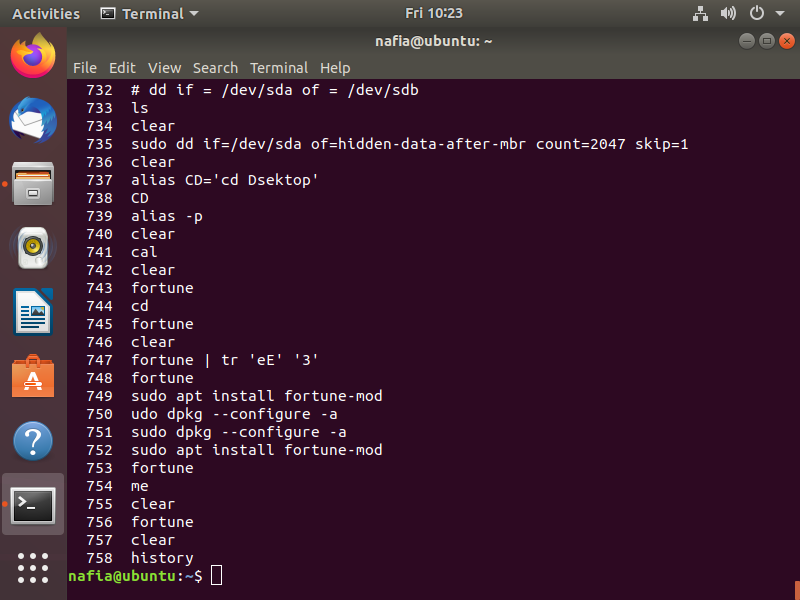 Activities Terminal Fri 10:23
nafia@ubuntu: ~
File Edit View Search Terminal Help
732 # dd if = /dev/sda of = /dev/sdb
733 ls
734 clear
735 sudo dd if=/dev/sda of=hidden-data-after-mbr count=2047 skip=1
736 clear
737 alias CD='cd Dsektop'
738 CD
739 alias -p
740 clear
741 cal
742 clear
743 fortune
744 cd
745 fortune
746 clear
747 fortune | tr 'eE' '3'
748 fortune
749 sudo apt install fortune-mod
750 udo dpkg --configure -a
751 sudo dpkg --configure -a
752 sudo apt install fortune-mod
753 fortune
754 me
755 clear
756 fortune
757 clear
758 history
nafia@ubuntu:~$